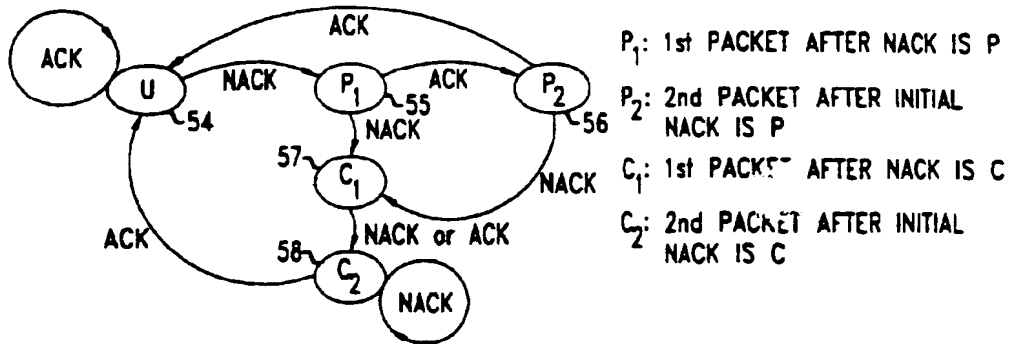 ACK
ACK
U
NACK
P1
ACK
P2
54
55
56
NACK
57
C1
NACK
NACK or ACK
ACK
58
C2
NACK
P1: 1st PACKET AFTER NACK IS P
P2: 2nd PACKET AFTER INITIAL
NACK IS P
C1: 1st PACKET AFTER NACK IS C
C2: 2nd PACKET AFTER INITIAL
NACK IS C